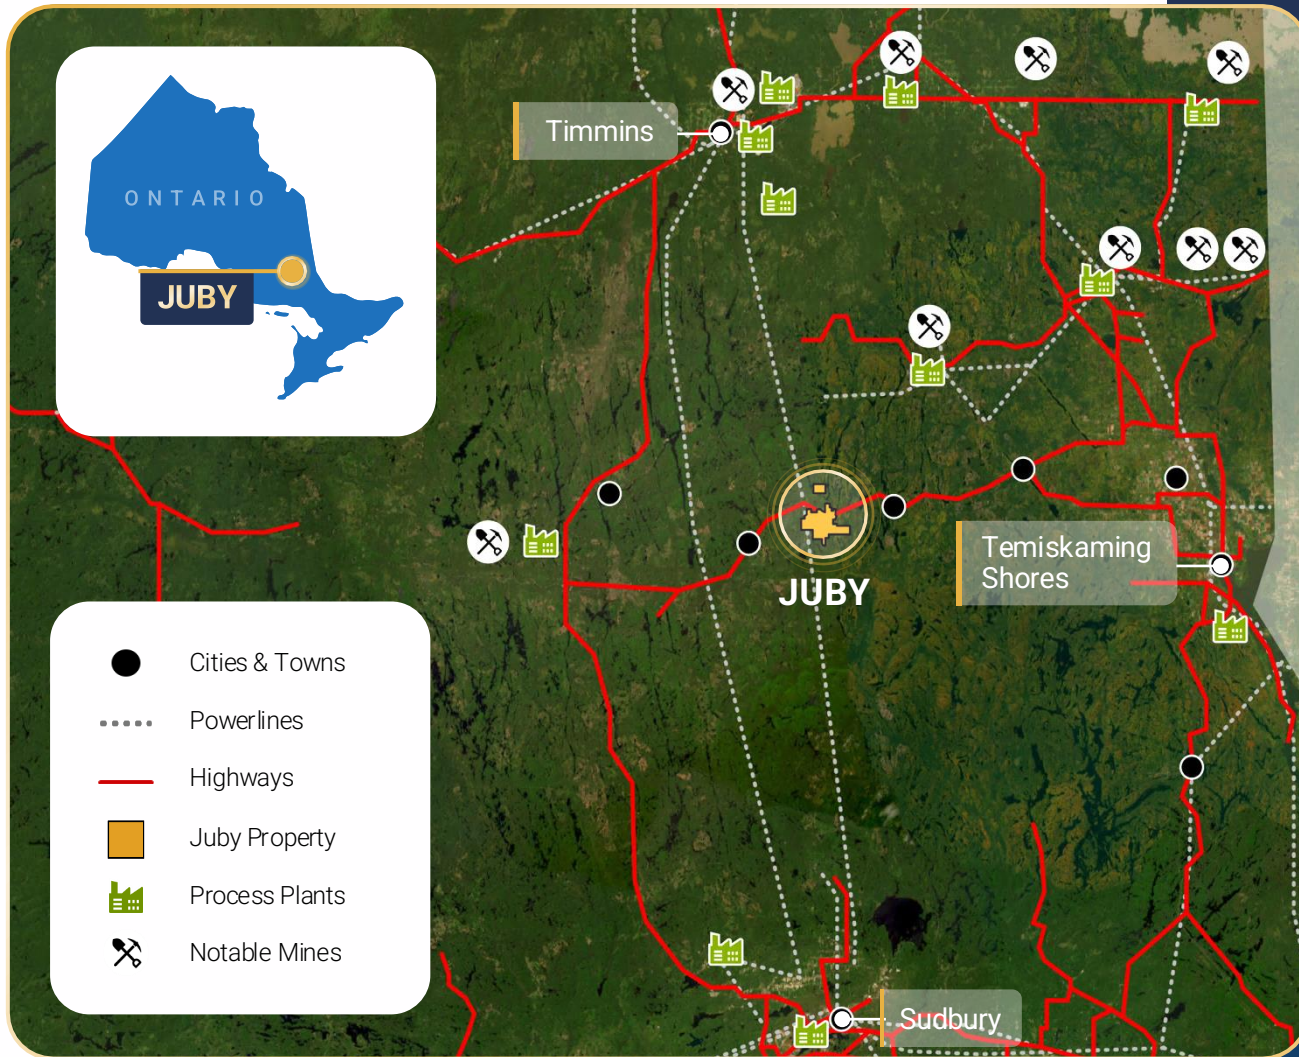 ONTARIO
JUBY
Timmins
JUBY
Temiskaming
Shores
Cities & Towns
Powerlines
Highways
Juby Property
Process Plants
Notable Mines
Sudbury